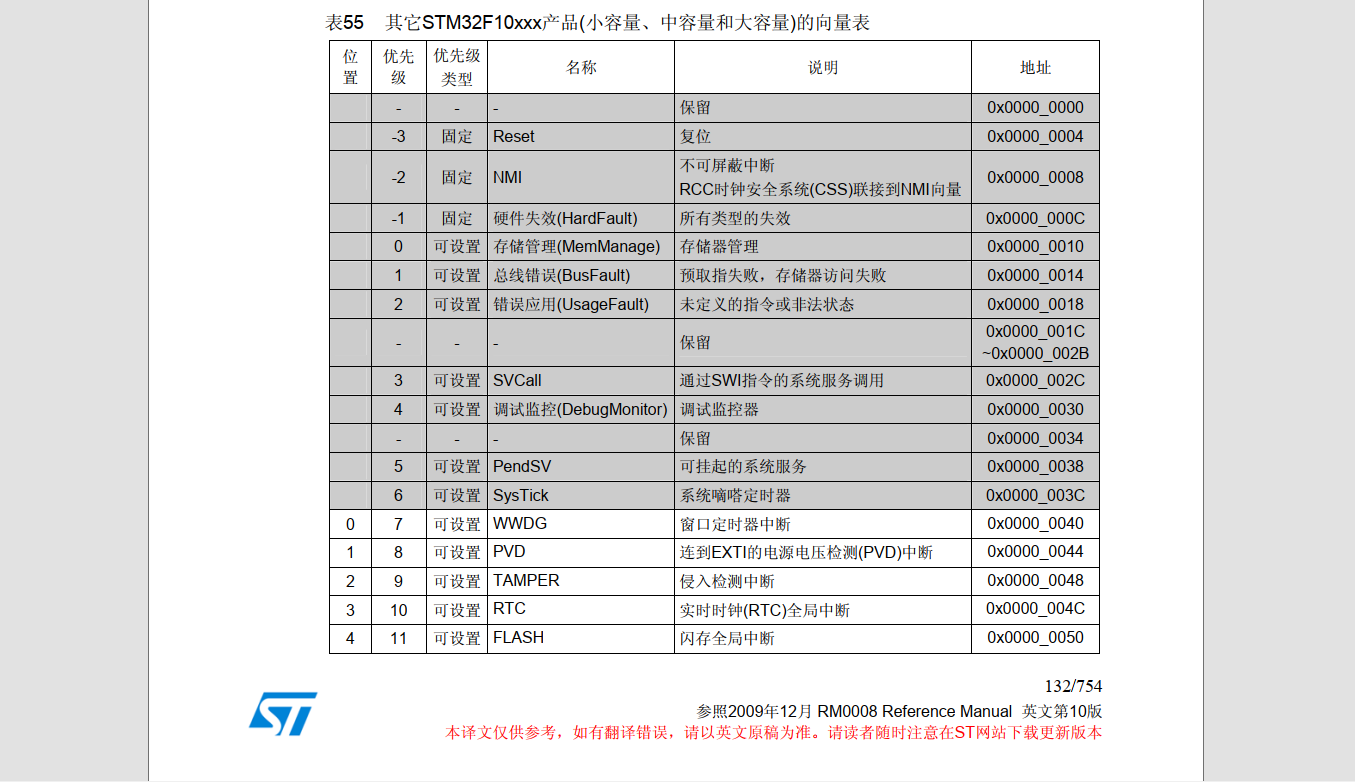 表55 其它STM32F10xxx产品(小容量、中容量和大容量)的向量表
位置 优先级 优先级类型 名称 说明 地址
- - - 保留 0x0000_0000
-3 固定 Reset 复位 0x0000_0004
-2 固定 NMI 不可屏蔽中断
RCC时钟安全系统(CSS)联接到NMI向量 0x0000_0008
-1 固定 硬件失效(HardFault) 所有类型的失效 0x0000_000C
0 可设置 存储管理(MemManage) 存储器管理 0x0000_0010
1 可设置 总线错误(BusFault) 预取指失败，存储器访问失败 0x0000_0014
2 可设置 错误应用(UsageFault) 未定义的指令或非法状态 0x0000_0018
- - - 保留 0x0000_001C
~0x0000_002B
3 可设置 SVCall 通过SWI指令的系统服务调用 0x0000_002C
4 可设置 调试监控(DebugMonitor) 调试监控器 0x0000_0030
- - - 保留 0x0000_0034
5 可设置 PendSV 可挂起的系统服务 0x0000_0038
6 可设置 SysTick 系统嘀嗒定时器 0x0000_003C
0 7 可设置 WWDG 窗口定时器中断 0x0000_0040
1 8 可设置 PVD 连到EXTI的电源电压检测(PVD)中断 0x0000_0044
2 9 可设置 TAMPER 侵入检测中断 0x0000_0048
3 10 可设置 RTC 实时时钟(RTC)全局中断 0x0000_004C
4 11 可设置 FLASH 闪存全局中断 0x0000_0050
132/754
ST
参照2009年12月 RM0008 Reference Manual 英文第10版
本译文仅供参考，如有翻译错误，请以英文原稿为准。请读者随时注意在ST网站下载更新版本